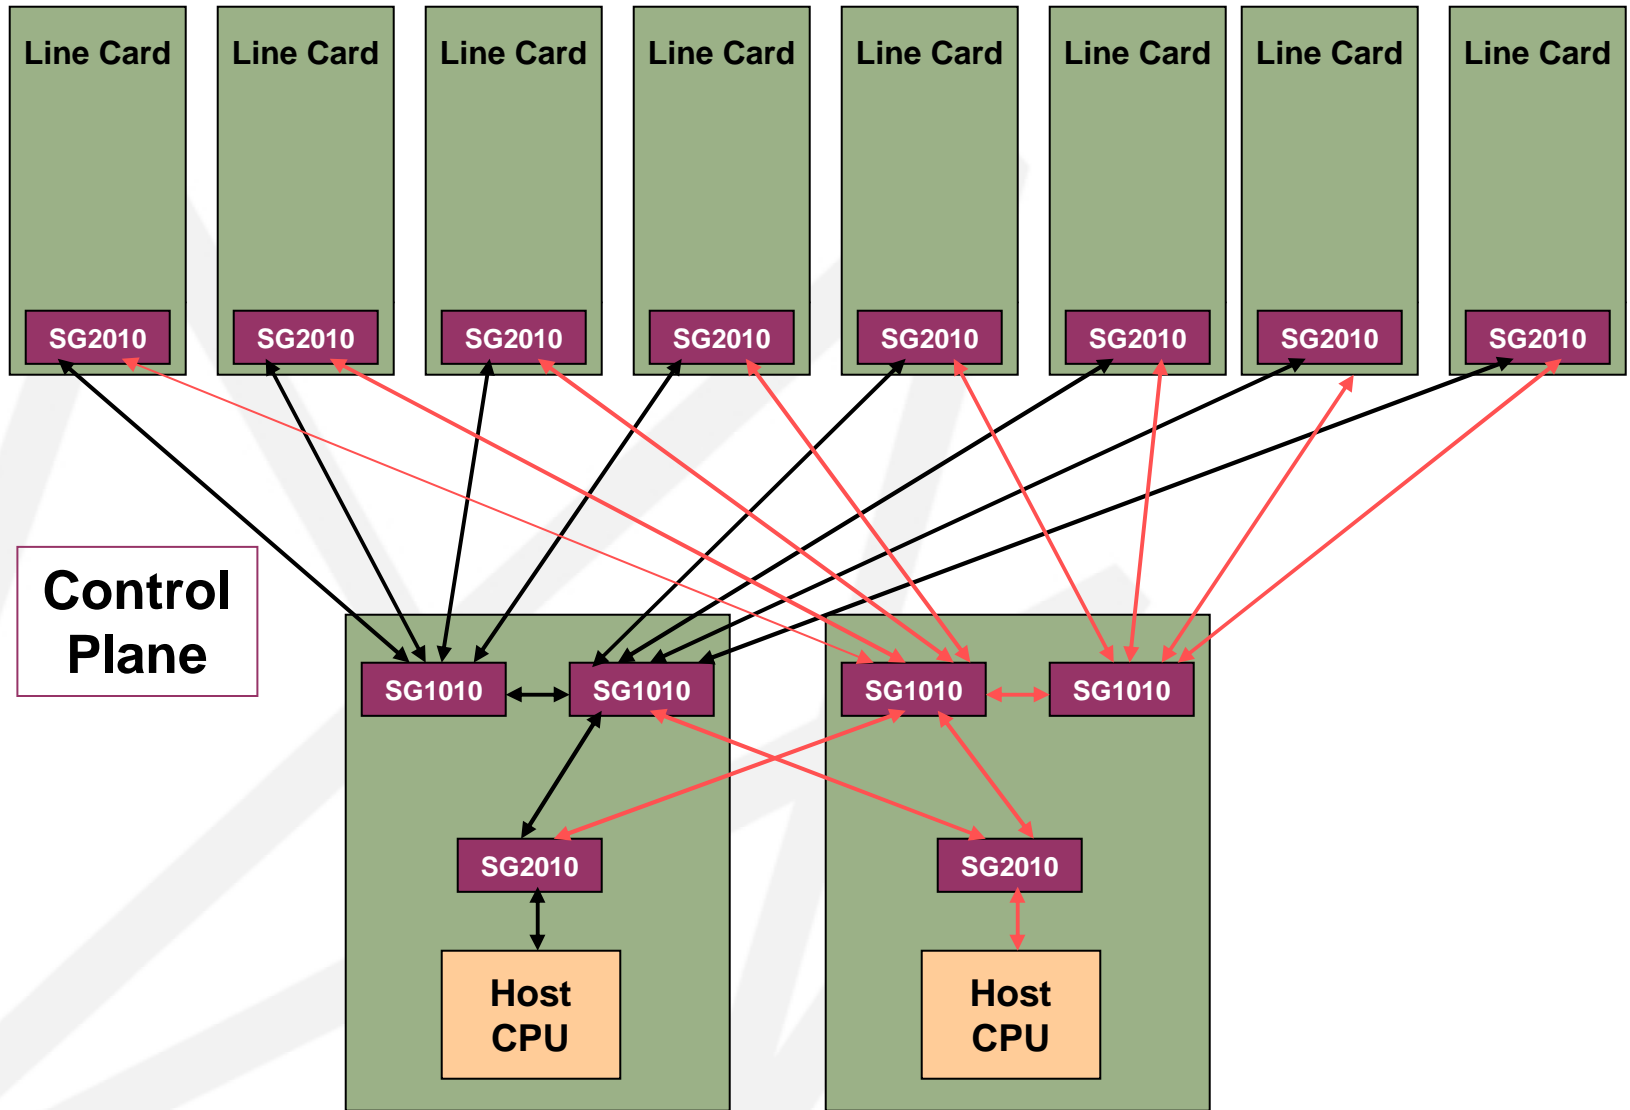 Line Card Line Card Line Card Line Card Line Card Line Card Line Card Line Card
SG2010 SG2010 SG2010 SG2010 SG2010 SG2010 SG2010 SG2010
Control
Plane
SG1010 SG1010 SG1010 SG1010
SG2010 SG2010
Host Host
CPU CPU